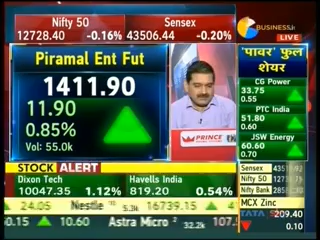 Nifty 50 Sensex
12728.40 -0.16% 43506.44 -0.20%
BUSINESS
LIVE
Piramal Ent Fut
1411.90
11.90
0.85%
Vol: 55.0k
'पावर' फुल
शेयर
CG Power
33.75
0.55
PTC India
51.80
0.60
JSW Energy
60.60
0.70
PRINCE
STOCK ALERT
Dixon Tech Havells India
10047.35 1.12% 819.20 0.54%
Sensex
Nifty 50
Nifty Bank
MCX Zinc
209.40
0.10
24.05 Nestle 16739.15
Astra Micro 32.2k